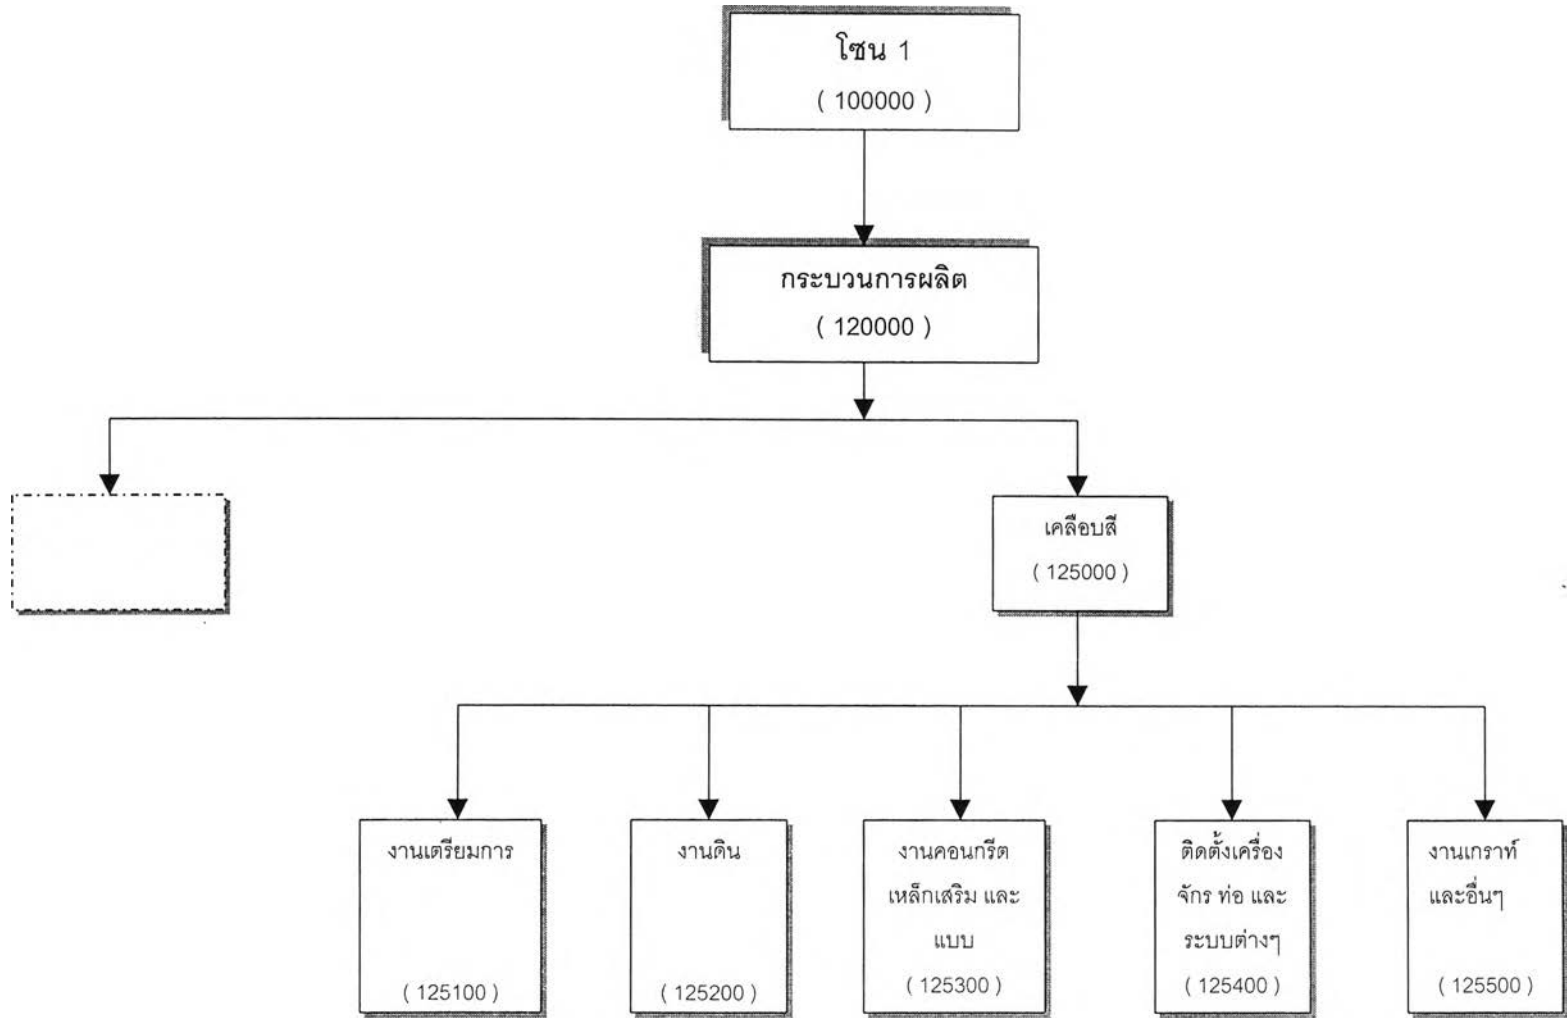 โซน 1
( 100000 )
กระบวนการผลิต
( 120000 )
เคลือบสี
( 125000 )
งานเตรียมการ
( 125100 )
งานดิน
( 125200 )
งานคอนกรีต
เหล็กเสริม และ
แบบ
( 125300 )
ติดตั้งเครื่อง
จักร ท่อ และ
ระบบต่างๆ
( 125400 )
งานเกราท์
และอื่นๆ
( 125500 )